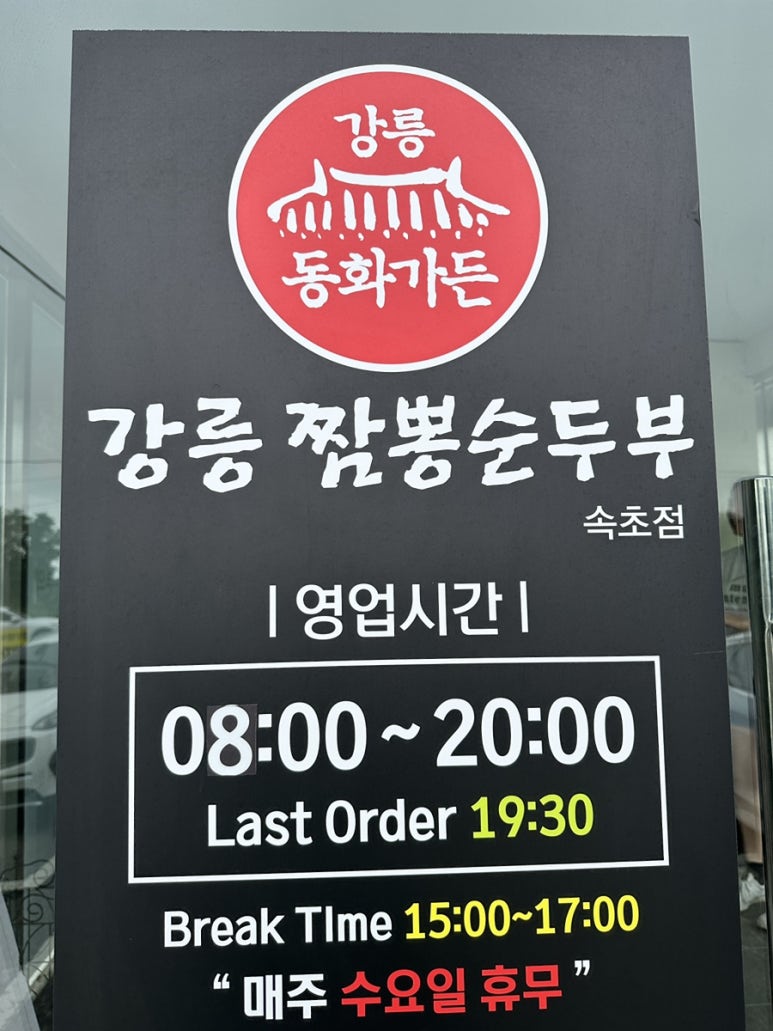 강릉
동화가든
강릉 짬뽕순두부
속초점
| 영업시간 |
08:00 ~ 20:00
Last Order 19:30
Break TIme 15:00~17:00
“ 매주 수요일 휴무 ”